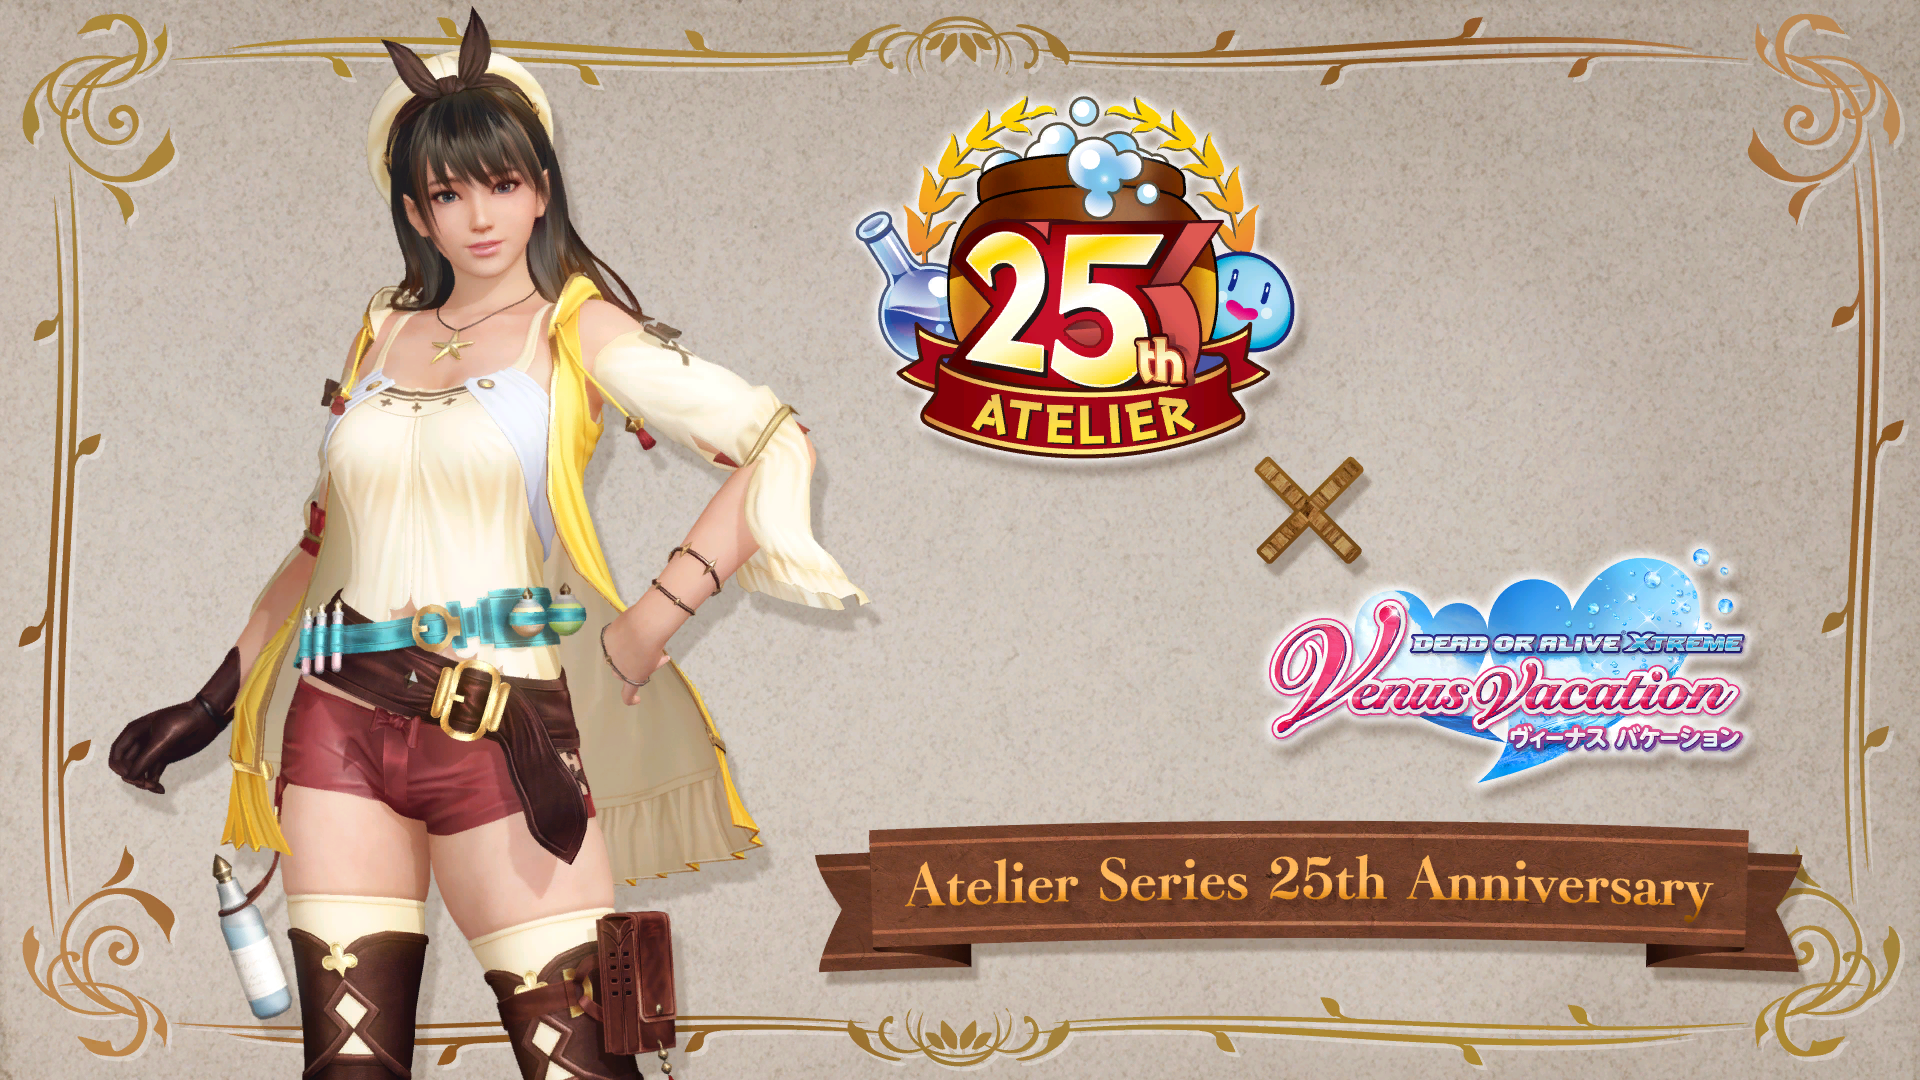 25th
ATELIER
DEAD OR ALIVE XTREME
Venus Vacation
ヴィーナス バケーション
Atelier Series 25th Anniversary